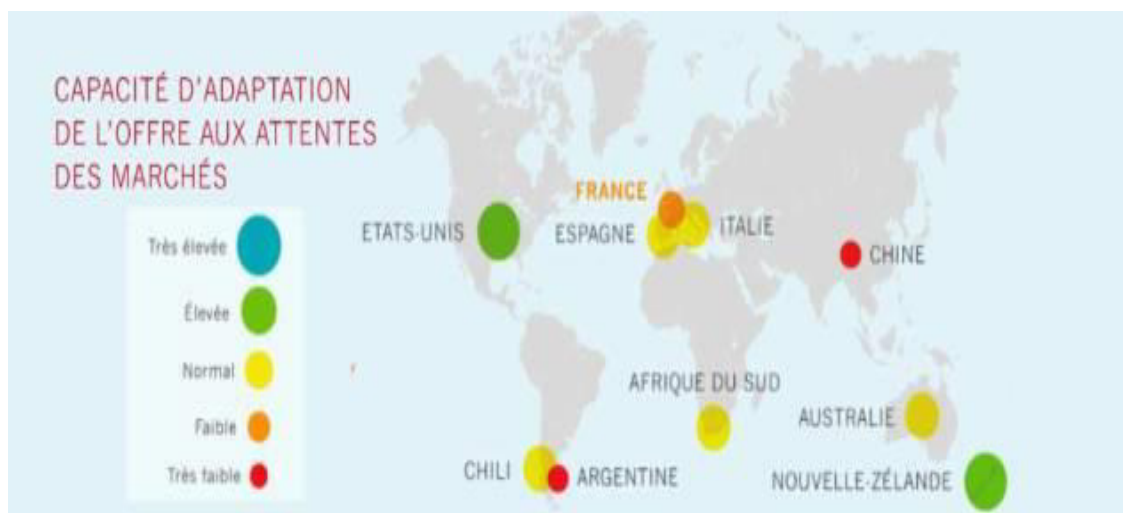 CAPACITÉ D'ADAPTATION
DE L'OFFRE AUX ATTENTES
DES MARCHÉS
Très élevée
Élevée
Normal
Faible
Très faible
FRANCE
ETATS-UNIS
ESPAGNE
ITALIE
CHINE
AFRIQUE DU SUD
AUSTRALIE
CHILI
ARGENTINE
NOUVELLE-ZÉLANDE